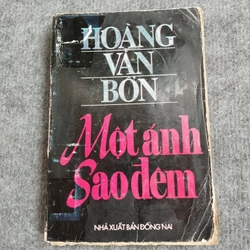 HOÀNG
VĂN
BỔN
Một ánh
Sao đêm
NHÀ XUẤT BẢN ĐỒNG NAI